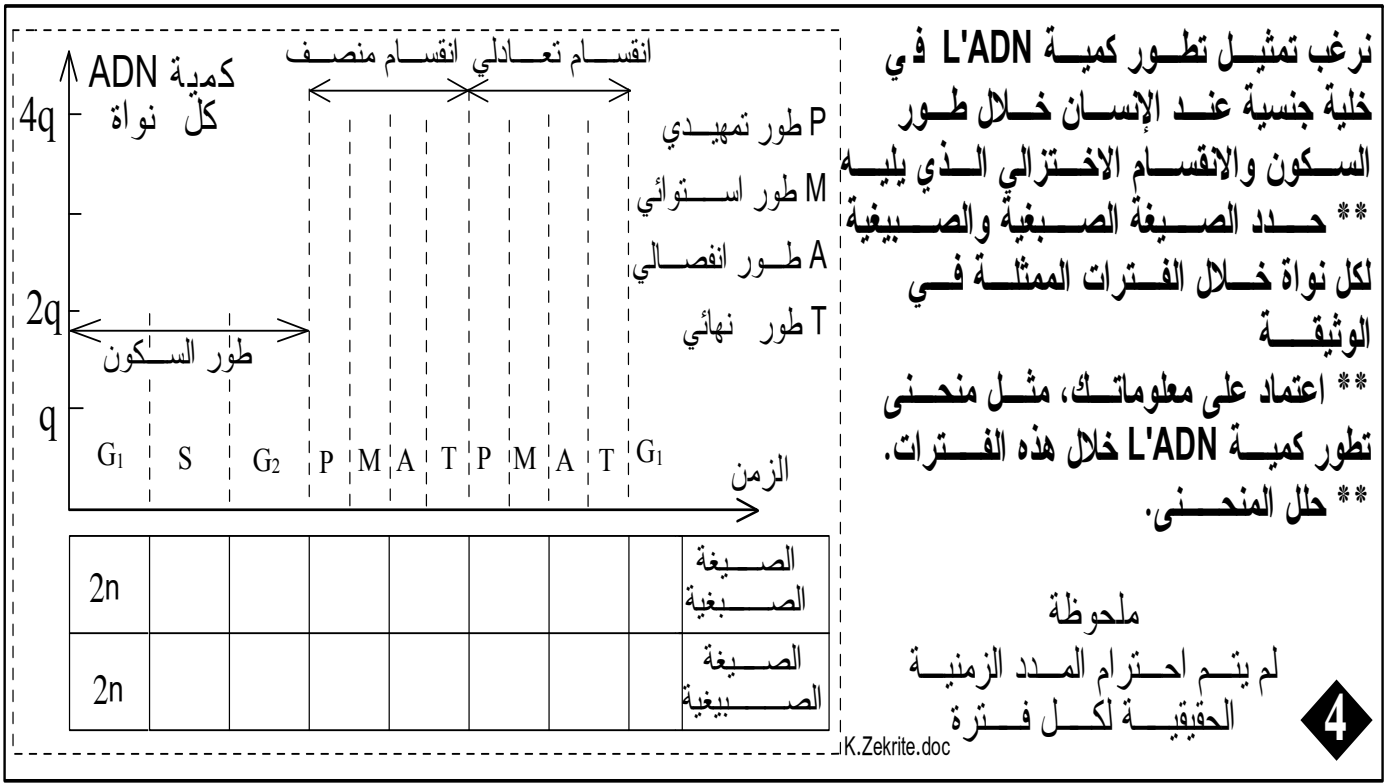 نرغب تمثيل تطور كمية L'ADN في
خلية جنسية عند الإنسان خلال طور
السكون والانقسام الاختزالي الذي يليه
** حدد الصيغة الصبغية والصبيغية
لكل نواة خلال الفترات الممثلة في
الوثيقة
** اعتماد على معلوماتك، مثل منحنى
تطور كمية L'ADN خلال هذه الفترات.
** حلل المنحنى.
ملحوظة
لم يتم احترام المدد الزمنية
الحقيقية لكل فترة
4
انقسام تعادلي انقسام منصف
كمية ADN
كل نواة
4q
P طور تمهيدي
M طور استوائي
A طور انفصالي
T طور نهائي
2q
طور السكون
q
G1 S G2 P M A T P M A T G1
الزمن
الصيغة
الصبغية
2n
الصيغة
الصبيغية
2n
K.Zekrite.doc